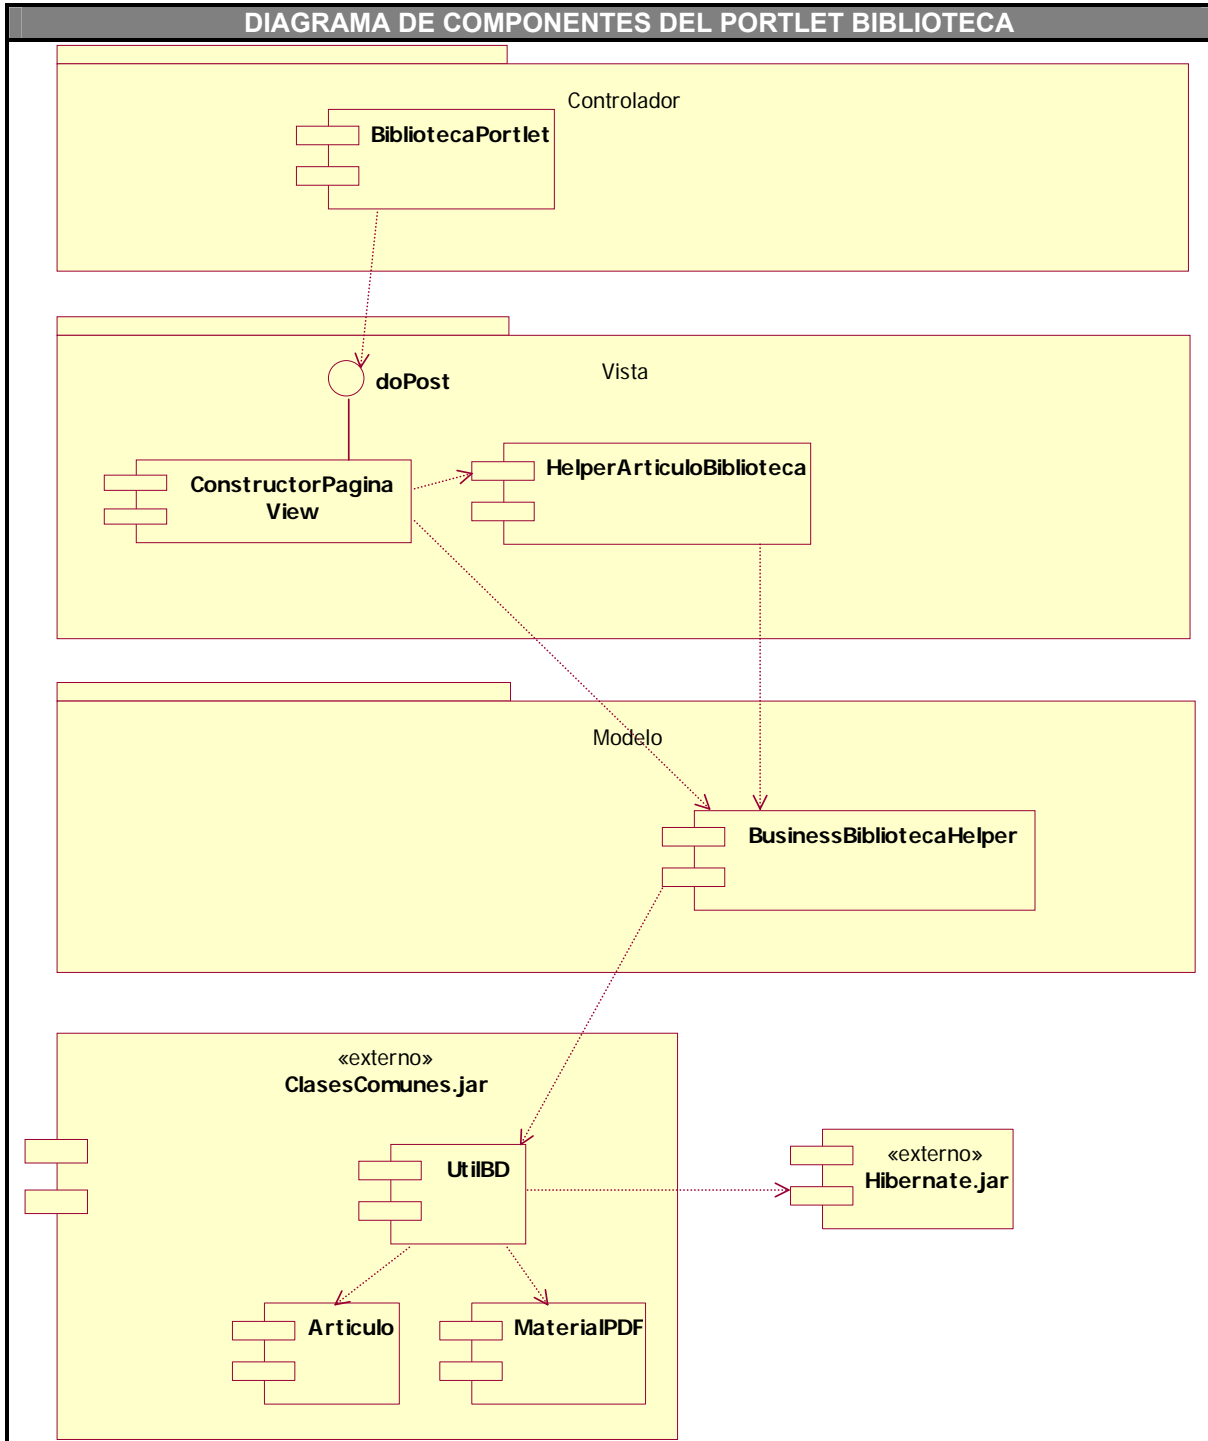 DIAGRAMA DE COMPONENTES DEL PORTLET BIBLIOTECA
Controlador
BibliotecaPortlet
Vista
doPost
HelperArticuloBiblioteca
ConstructorPagina
View
Modelo
BusinessBibliotecaHelper
«externo»
ClasesComunes.jar
UtilBD
«externo»
Hibernate.jar
Articulo
MaterialPDF